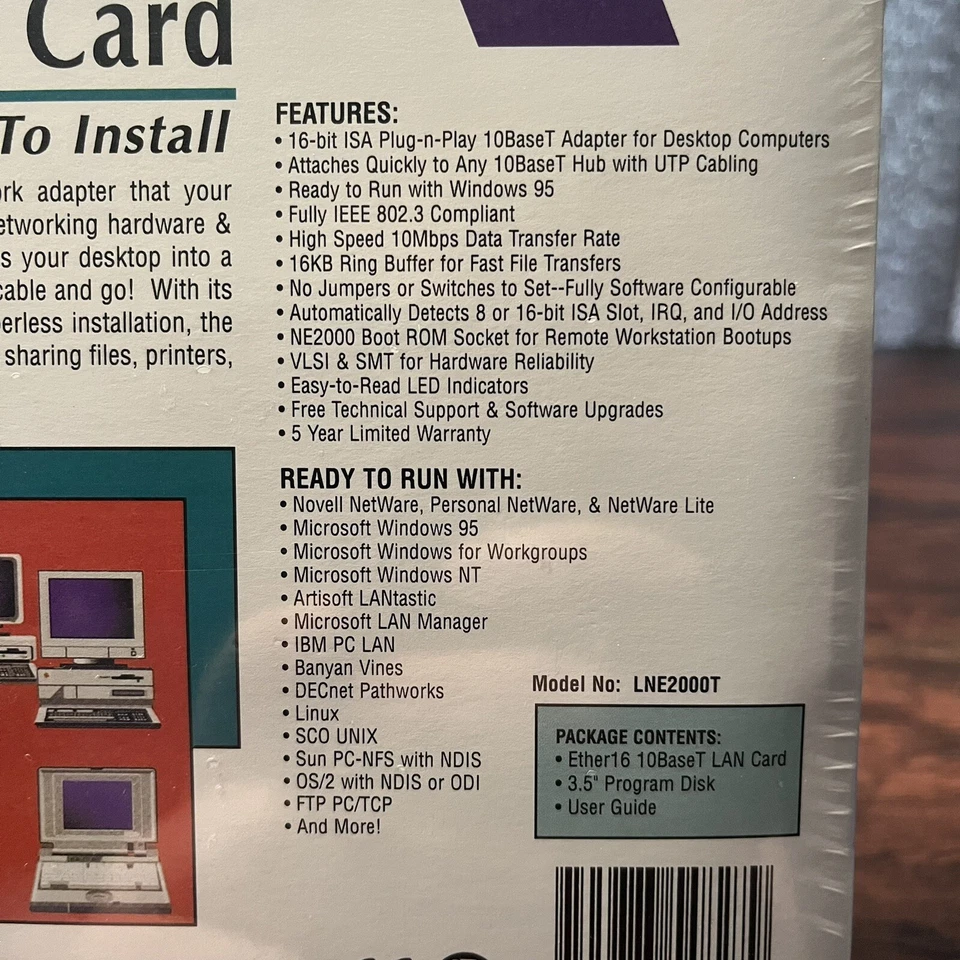 Card
To Install
adapter that your
networking hardware &
your desktop into a
cable and go! With its
installation, the
sharing files, printers,
FEATURES:
• 16-bit ISA Plug-n-Play 10BaseT Adapter for Desktop Computers
• Attaches Quickly to Any 10BaseT Hub with UTP Cabling
• Ready to Run with Windows 95
• Fully IEEE 802.3 Compliant
• High Speed 10Mbps Data Transfer Rate
• 16KB Ring Buffer for Fast File Transfers
• No Jumpers or Switches to Set--Fully Software Configurable
• Automatically Detects 8 or 16-bit ISA Slot, IRQ, and I/O Address
• NE2000 Boot ROM Socket for Remote Workstation Bootups
• VLSI & SMT for Hardware Reliability
• Easy-to-Read LED Indicators
• Free Technical Support & Software Upgrades
• 5 Year Limited Warranty
READY TO RUN WITH:
• Novell NetWare, Personal NetWare, & NetWare Lite
• Microsoft Windows 95
• Microsoft Windows for Workgroups
• Microsoft Windows NT
• Artisoft LANtastic
• Microsoft LAN Manager
• IBM PC LAN
• Banyan Vines
• DECnet Pathworks
• Linux
• SCO UNIX
• Sun PC-NFS with NDIS
• OS/2 with NDIS or ODI
• FTP PC/TCP
• And More!
Model No: LNE2000T
PACKAGE CONTENTS:
• Ether16 10BaseT LAN Card
• 3.5" Program Disk
• User Guide